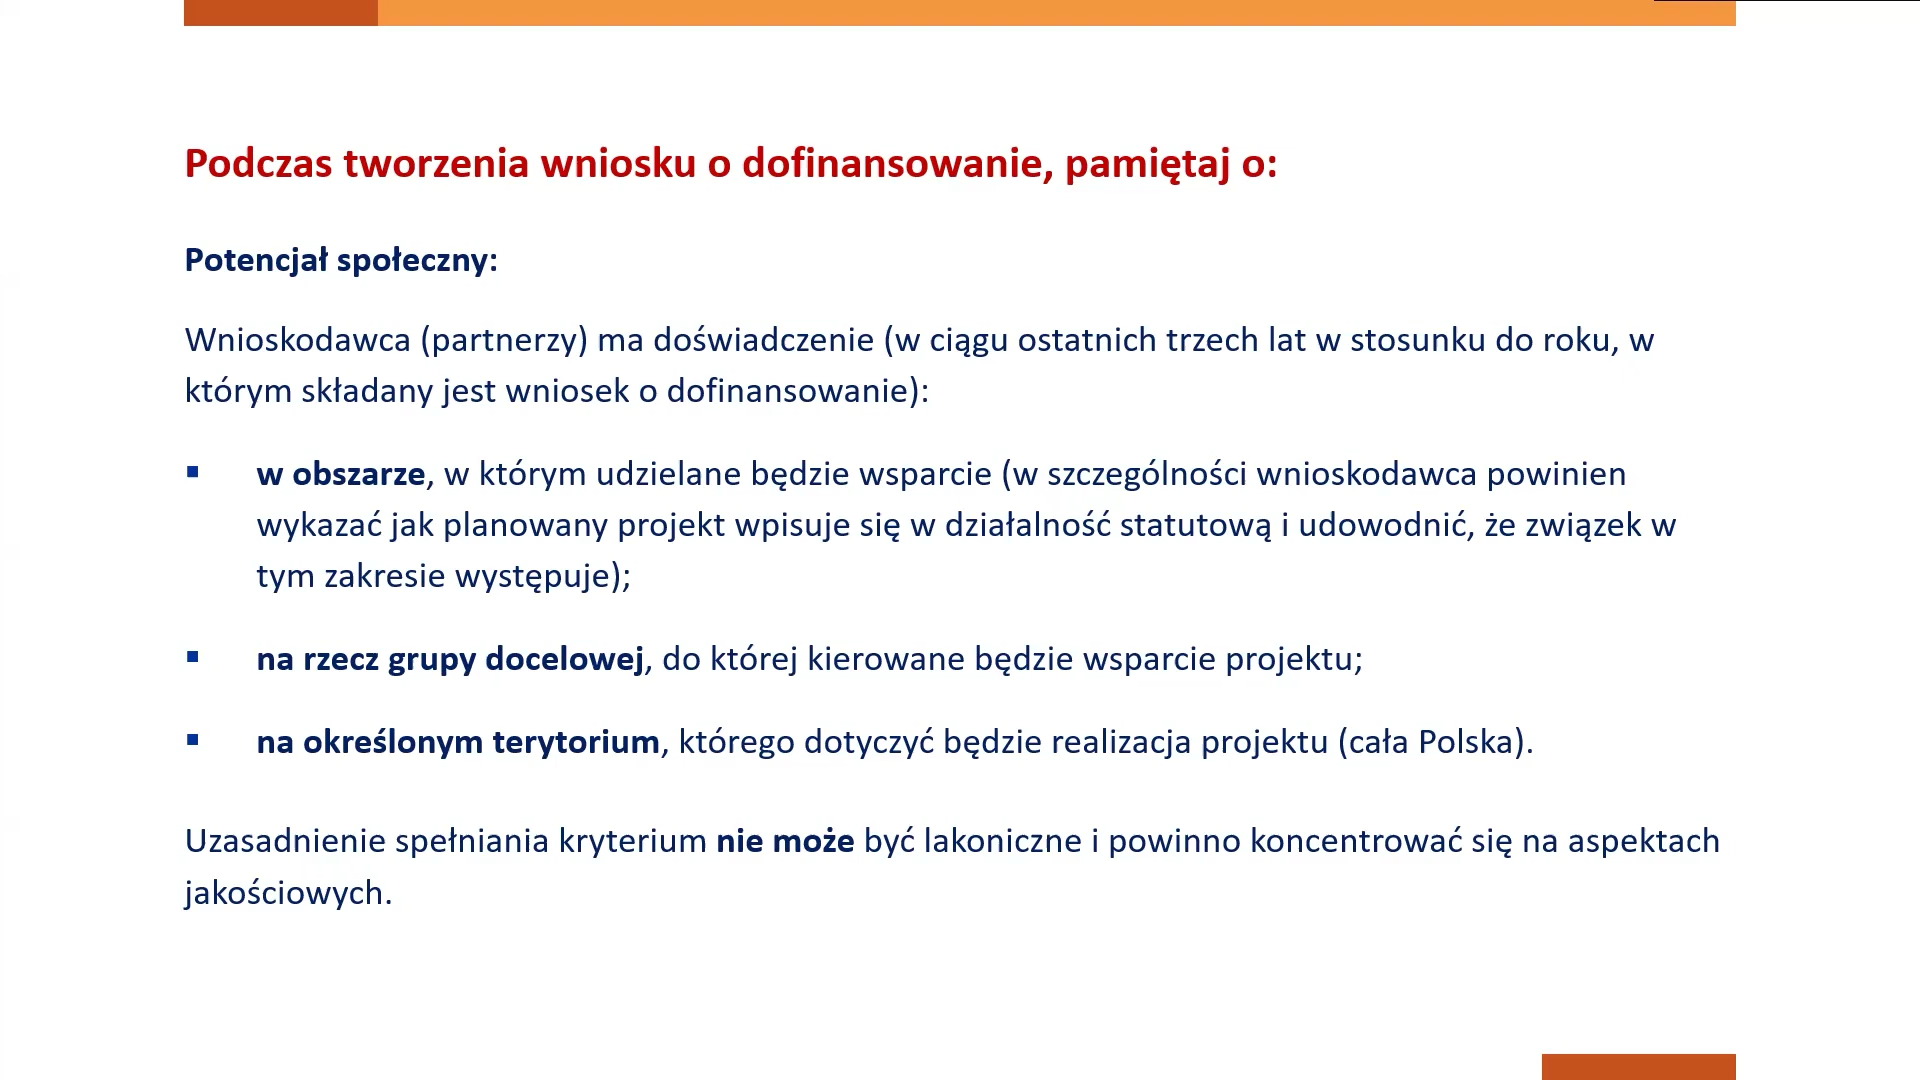 Podczas tworzenia wniosku o dofinansowanie, pamiętaj o:
Potencjał społeczny:
Wnioskodawca (partnerzy) ma doświadczenie (w ciągu ostatnich trzech lat w stosunku do roku, w
którym składany jest wniosek o dofinansowanie):
▪ w obszarze, w którym udzielane będzie wsparcie (w szczególności wnioskodawca powinien
wykazać jak planowany projekt wpisuje się w działalność statutową i udowodnić, że związek w
tym zakresie występuje);
▪ na rzecz grupy docelowej, do której kierowane będzie wsparcie projektu;
▪ na określonym terytorium, którego dotyczyć będzie realizacja projektu (cała Polska).
Uzasadnienie spełniania kryterium nie może być lakoniczne i powinno koncentrować się na aspektach
jakościowych.